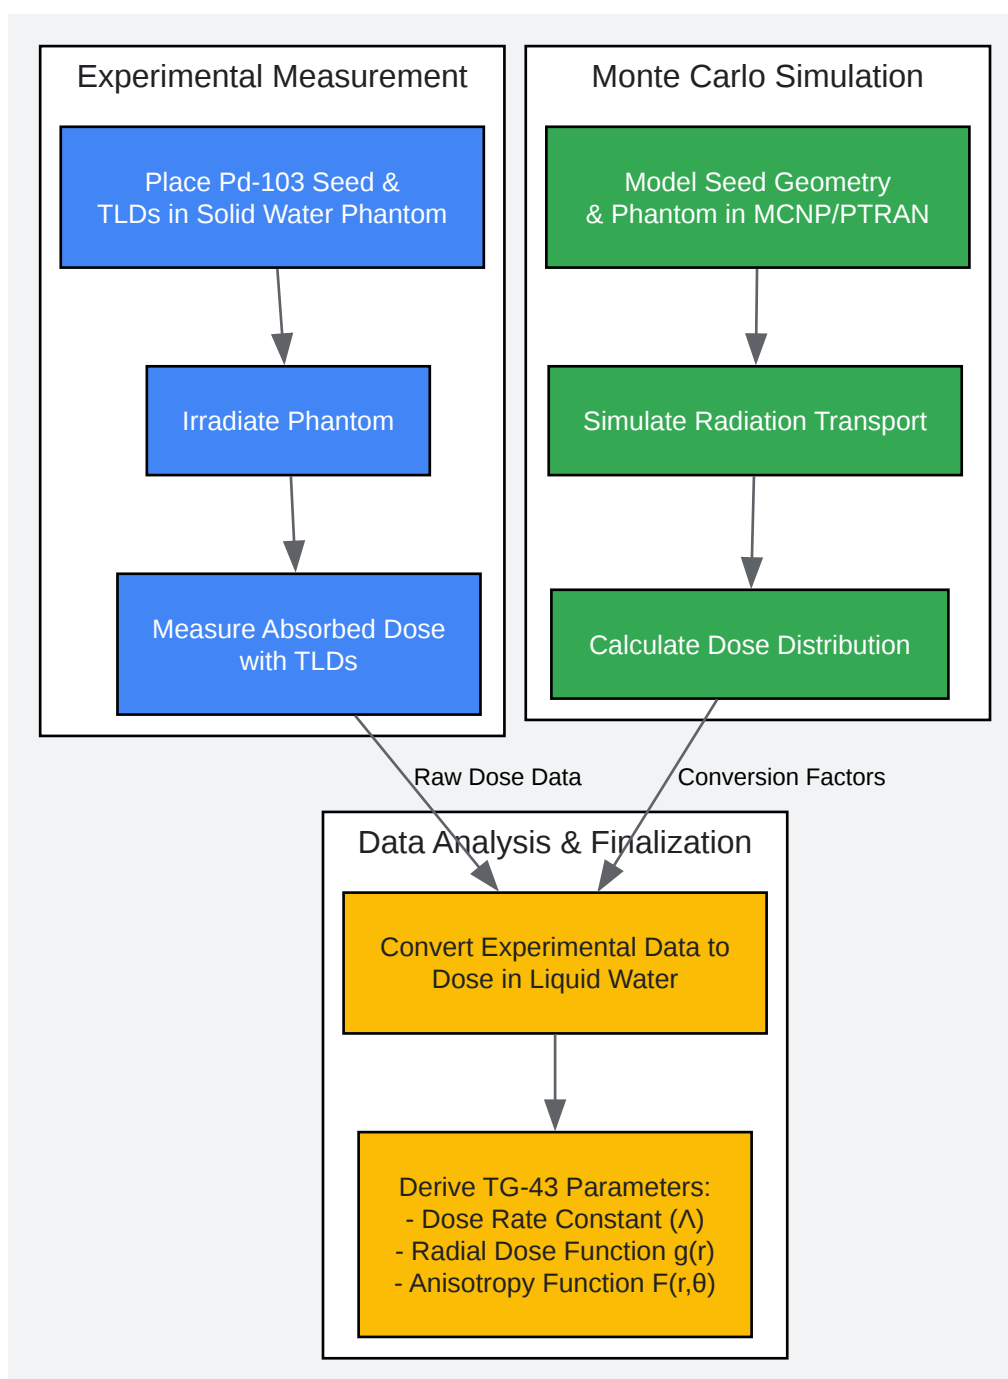 Experimental Measurement
Place Pd-103 Seed &
TLDs in Solid Water Phantom
Irradiate Phantom
Measure Absorbed Dose
with TLDs
Monte Carlo Simulation
Model Seed Geometry
& Phantom in MCNP/PTRAN
Simulate Radiation Transport
Calculate Dose Distribution
Raw Dose Data
Conversion Factors
Data Analysis & Finalization
Convert Experimental Data to
Dose in Liquid Water
Derive TG-43 Parameters:
- Dose Rate Constant (Λ)
- Radial Dose Function g(r)
- Anisotropy Function F(r,θ)